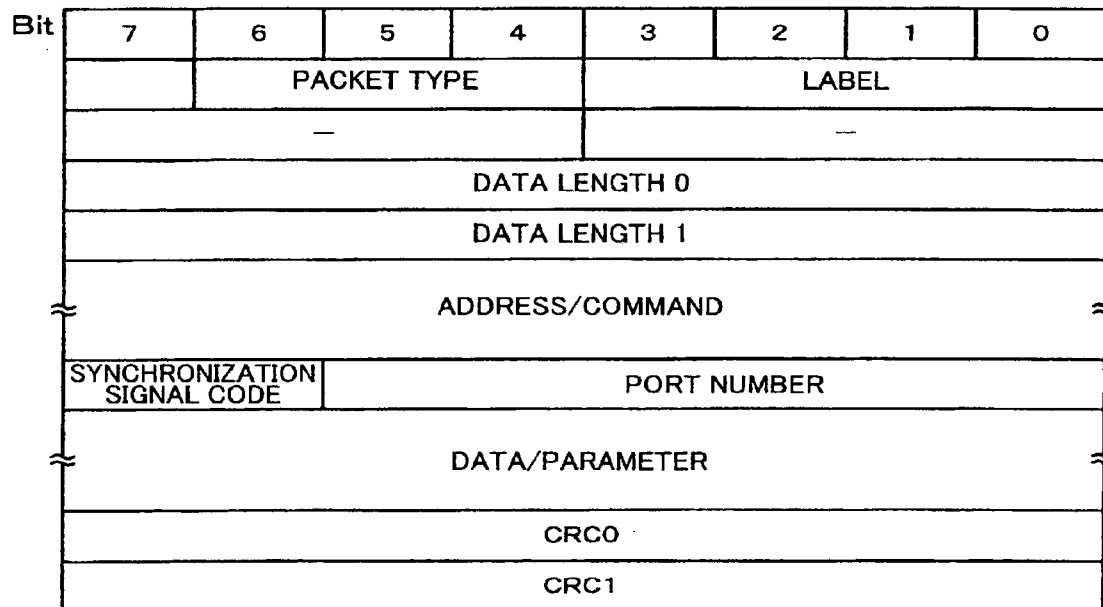 Bit 7 6 5 4 3 2 1 0
PACKET TYPE LABEL
— —
DATA LENGTH 0
DATA LENGTH 1
ADDRESS/COMMAND
SYNCHRONIZATION
SIGNAL CODE
PORT NUMBER
DATA/PARAMETER
CRC0
CRC1